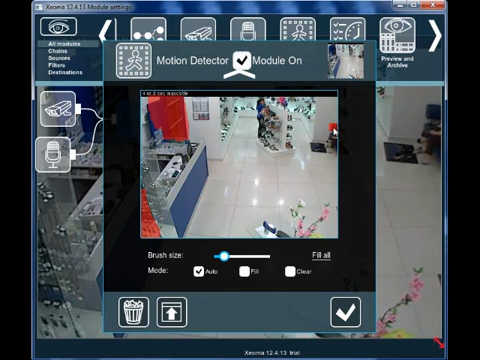 Xeoma 12.4.13 Module settings
All modules
Chains
Sources
Filters
Destinations
Preview and
Archive
Motion Detector
Module On
Brush size:
Fill all
Mode:
Auto
Fill
Clear
Xeoma 12.4.13 trial